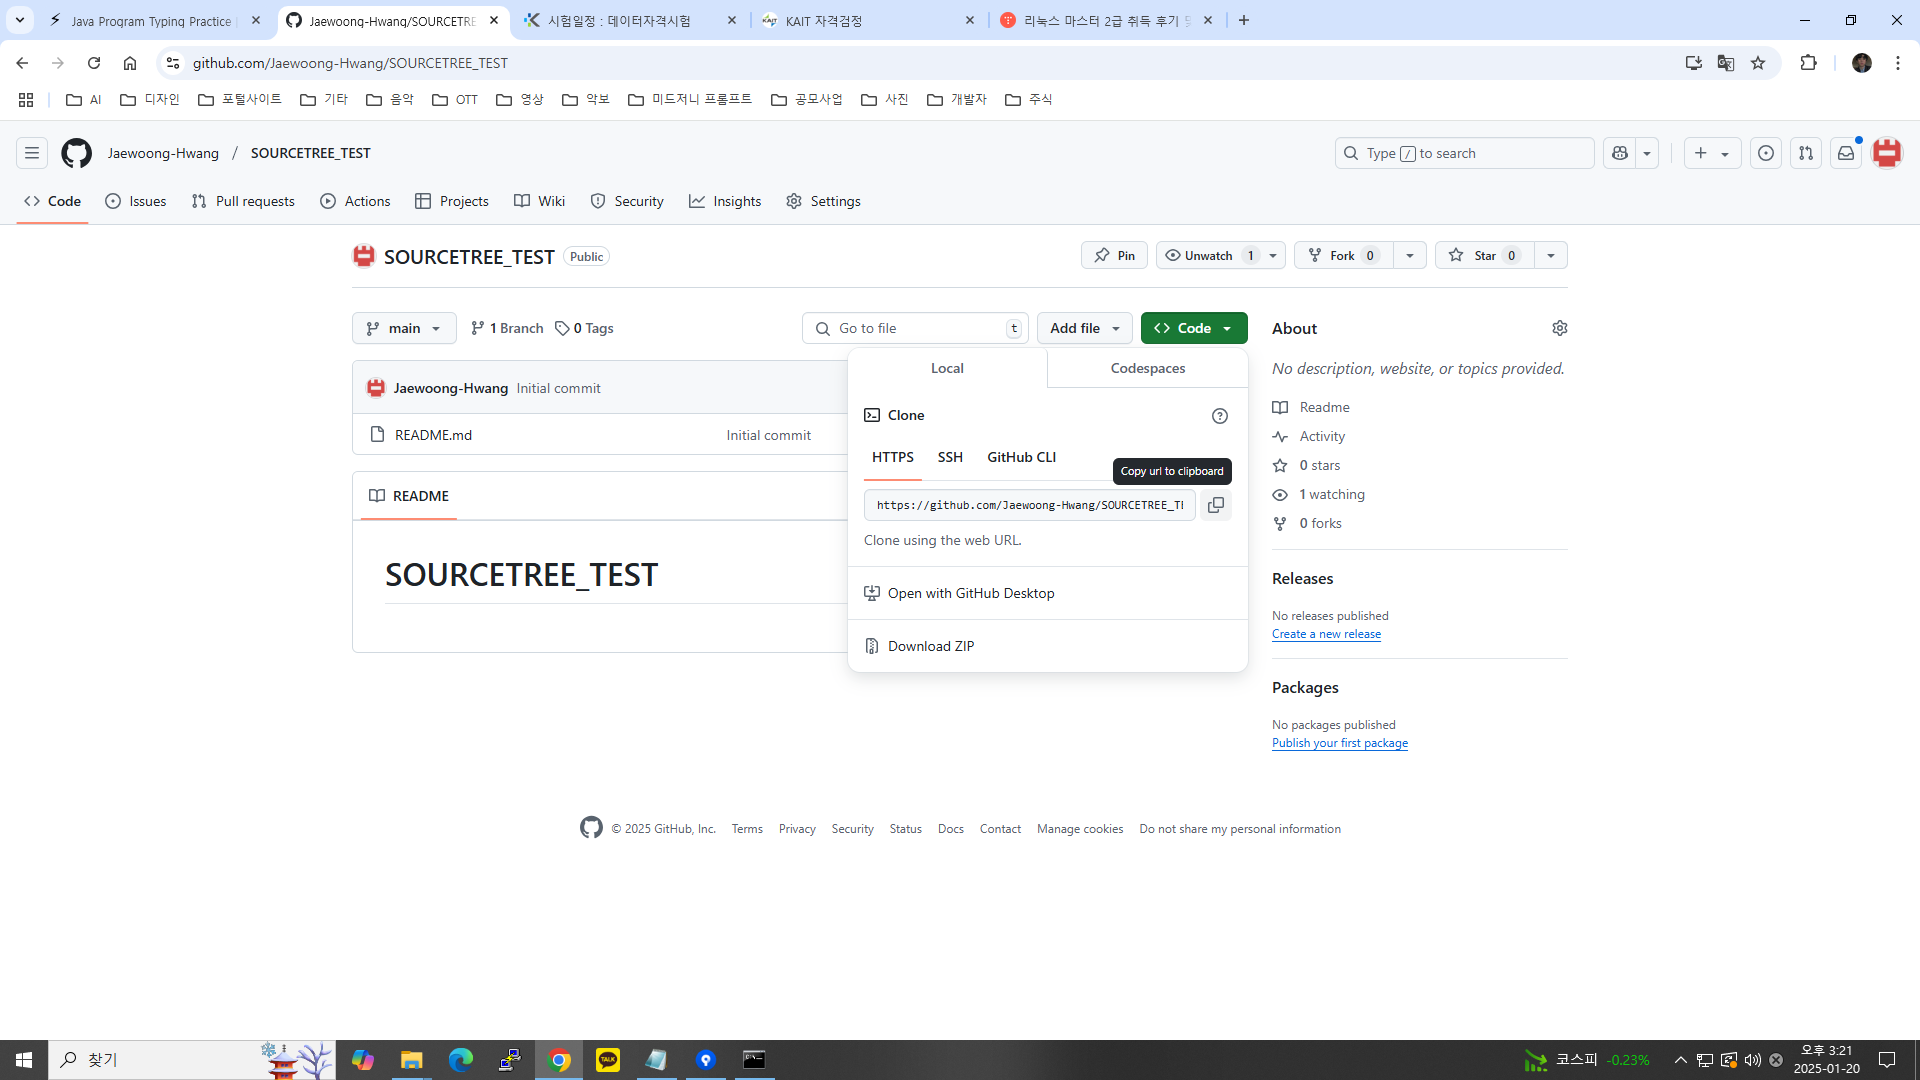 Java Program Typing Practice
Jaewoong-Hwang/SOURCETRE
시험일정 : 데이터자격시험
KAIT 자격검정
리눅스 마스터 2급 취득 후기 및
github.com/Jaewoong-Hwang/SOURCETREE_TEST
AI 디자인 포털사이트 기타 음악 OTT 영상 악보 미드저니 프롬프트 공모사업 사진 개발자 주식
Jaewoong-Hwang / SOURCETREE_TEST
Type / to search
Code Issues Pull requests Actions Projects Wiki Security Insights Settings
SOURCETREE_TEST Public
Pin Unwatch 1 Fork 0 Star 0
main 1 Branch 0 Tags
Go to file t Add file Code
Local Codespaces
Jaewoong-Hwang Initial commit
Clone
README.md Initial commit
HTTPS SSH GitHub CLI
Copy url to clipboard
https://github.com/Jaewoong-Hwang/SOURCETREE_TE
Clone using the web URL.
Open with GitHub Desktop
Download ZIP
README
SOURCETREE_TEST
About
No description, website, or topics provided.
Readme
Activity
0 stars
1 watching
0 forks
Releases
No releases published
Create a new release
Packages
No packages published
Publish your first package
© 2025 GitHub, Inc. Terms Privacy Security Status Docs Contact Manage cookies Do not share my personal information
찾기
TALK
코스피 -0.23%
오후 3:21
2025-01-20